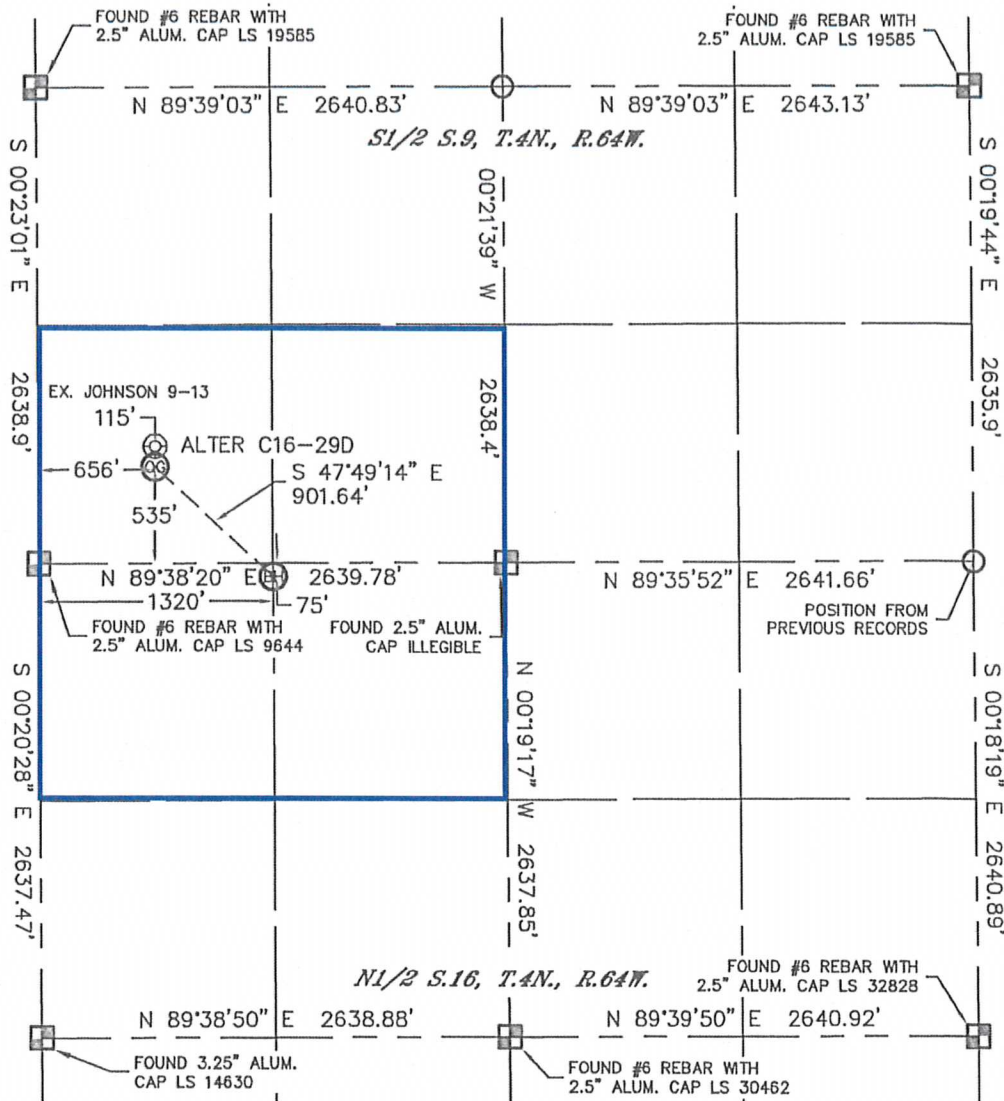 FOUND #6 REBAR WITH
2.5" ALUM. CAP LS 19585
FOUND #6 REBAR WITH
2.5" ALUM. CAP LS 19585
N 89°39'03" E 2640.83'
N 89°39'03" E 2643.13'
S1/2 S.9, T.4N., R.64W.
S 00°23'01" E 2638.9'
00°21'39" W 2638.4'
S 00°19'44" E 2635.9'
EX. JOHNSON 9-13
115'
ALTER C16-29D
OG
656'
S 47°49'14" E
901.64'
535'
N 89°38'20" E 2639.78'
BH
N 89°35'52" E 2641.66'
1320'
75'
FOUND #6 REBAR WITH
2.5" ALUM. CAP LS 9644
FOUND 2.5" ALUM.
CAP ILLEGIBLE
POSITION FROM
PREVIOUS RECORDS
S 00°20'28" E 2637.47'
N 00°19'17" W 2637.85'
S 00°18'19" E 2640.89'
N1/2 S.16, T.4N., R.64W.
FOUND #6 REBAR WITH
2.5" ALUM. CAP LS 32828
N 89°38'50" E 2638.88'
N 89°39'50" E 2640.92'
FOUND 3.25" ALUM.
CAP LS 14630
FOUND #6 REBAR WITH
2.5" ALUM. CAP LS 30462